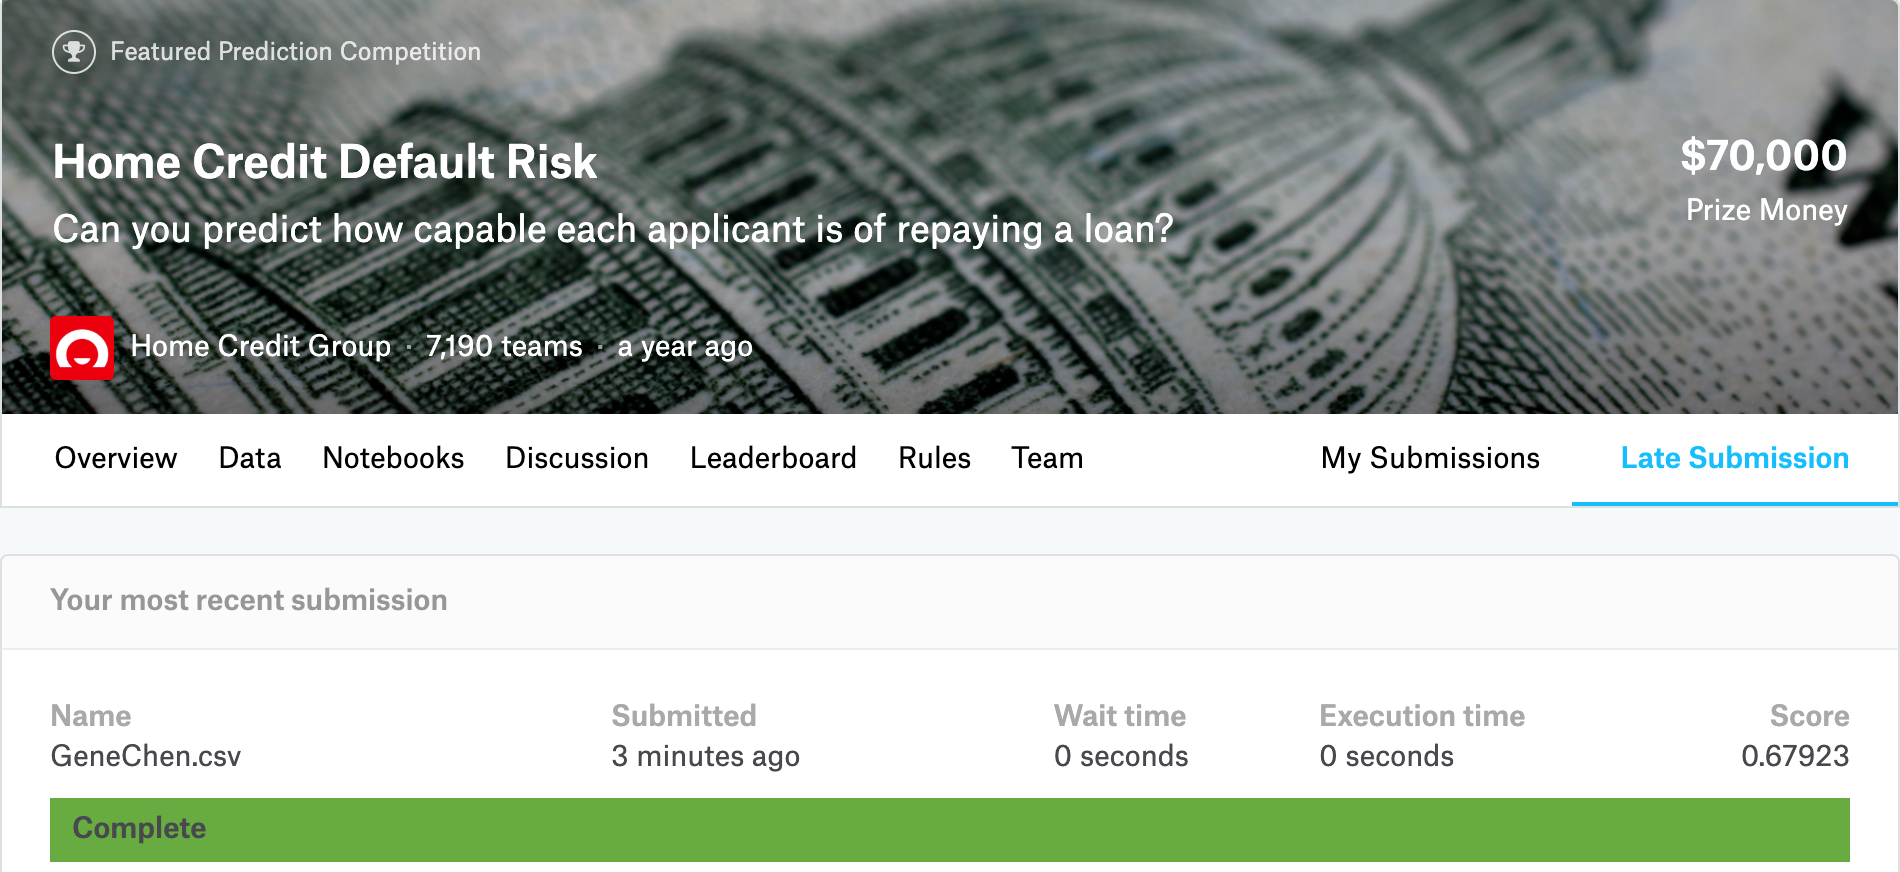 Featured Prediction Competition
Home Credit Default Risk
$70,000
Can you predict how capable each applicant is of repaying a loan?
Prize Money
Home Credit Group · 7,190 teams · a year ago
Overview Data Notebooks Discussion Leaderboard Rules Team My Submissions Late Submission
Your most recent submission
Name Submitted Wait time Execution time Score
GeneChen.csv 3 minutes ago 0 seconds 0 seconds 0.67923
Complete